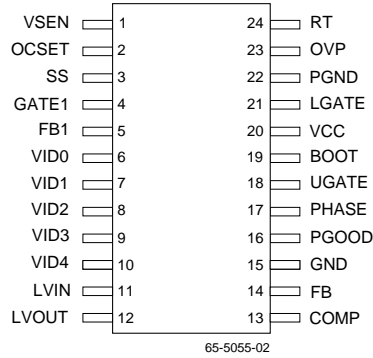 VSEN 1 24 RT
OCSET 2 23 OVP
SS 3 22 PGND
GATE1 4 21 LGATE
FB1 5 20 VCC
VID0 6 19 BOOT
VID1 7 18 UGATE
VID2 8 17 PHASE
VID3 9 16 PGOOD
VID4 10 15 GND
LVIN 11 14 FB
LVOUT 12 13 COMP
65-5055-02